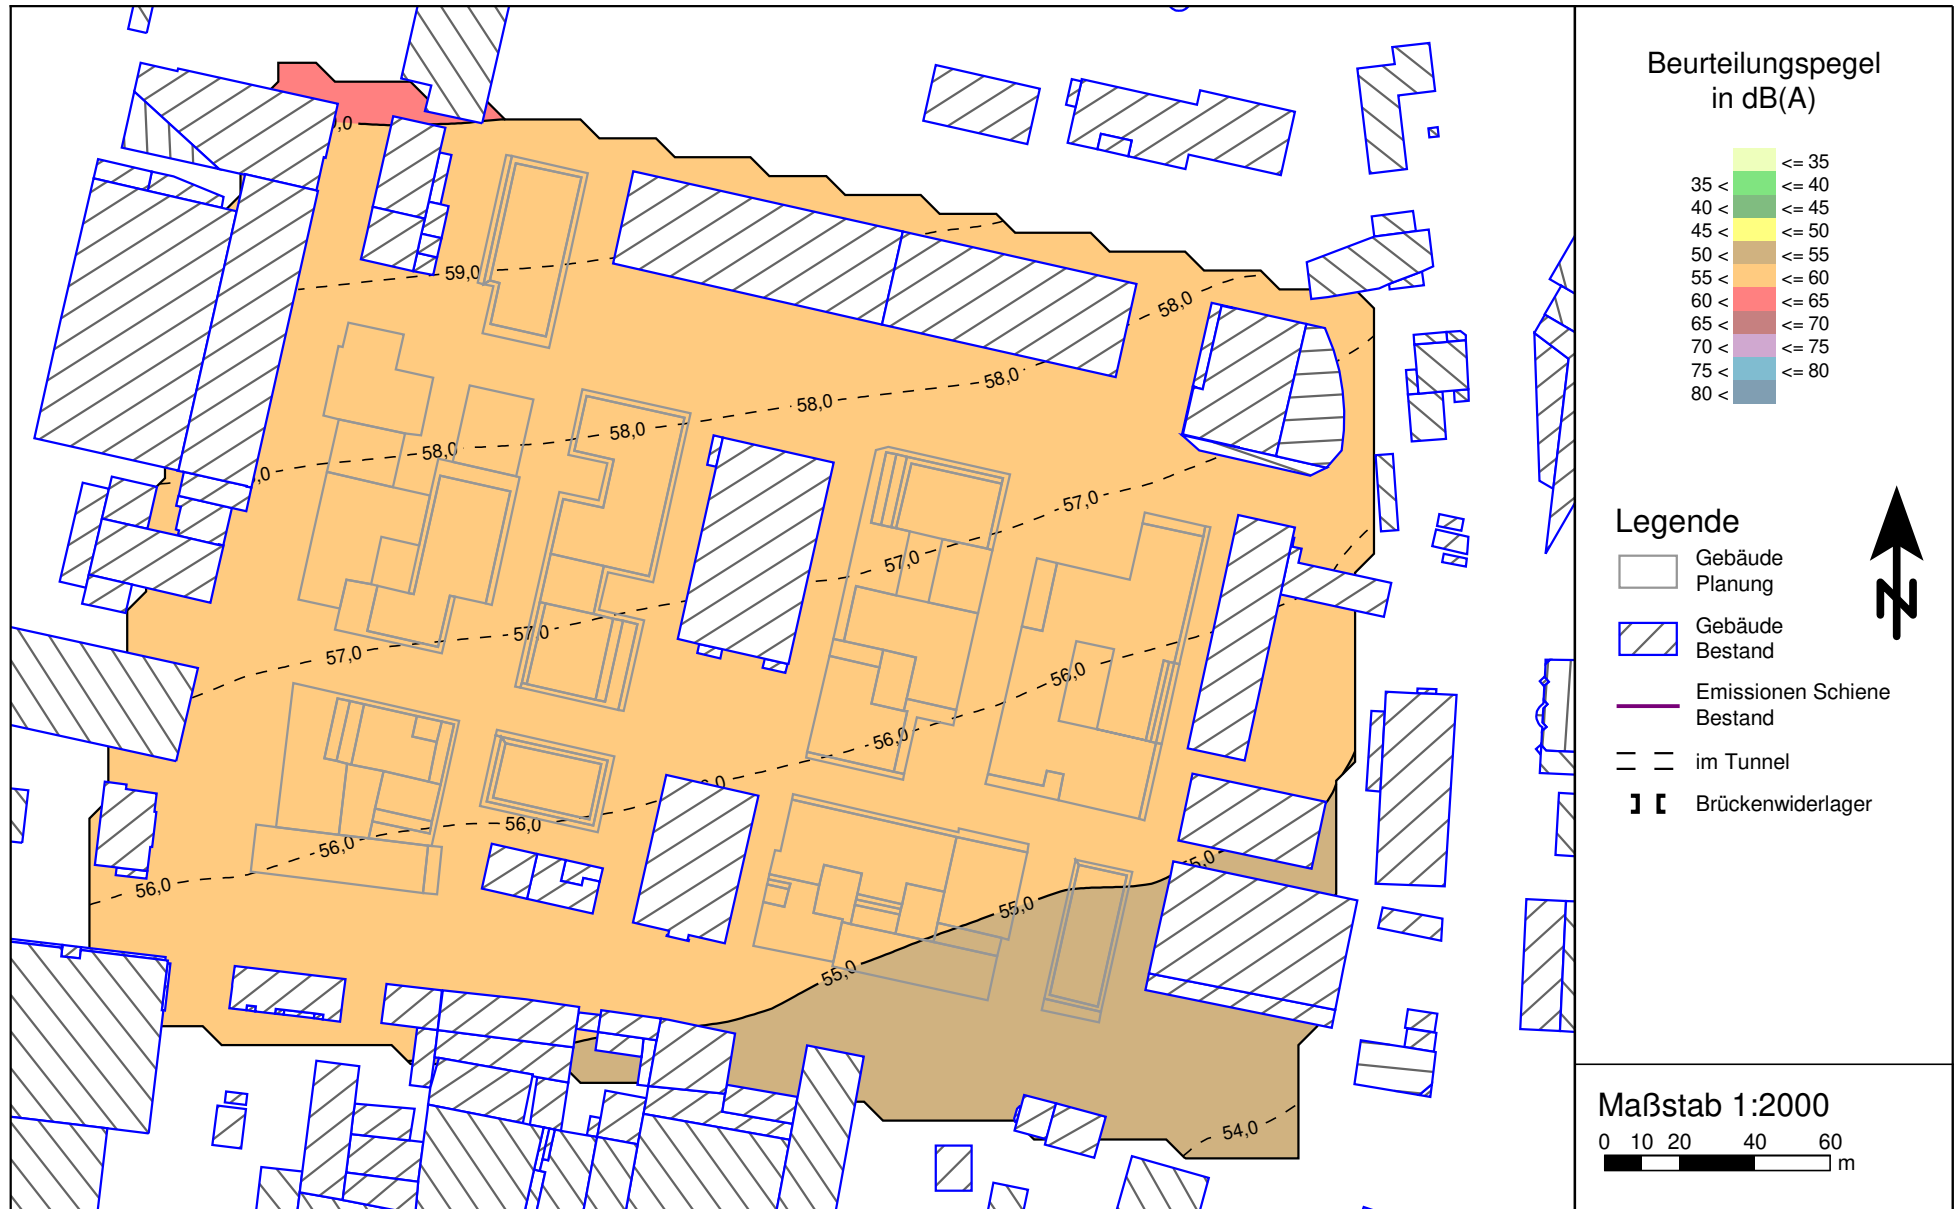 ,0
59,0
58,0
58,0
58,0
58,0
58,0
,0
57,0
57,0
57,0
57,0
56,0
56,0
5,0
56,0
56,0
56,0
55,0
55,0
54,0
Beurteilungspegel
in dB(A)
<= 35
35 < <= 40
40 < <= 45
45 < <= 50
50 < <= 55
55 < <= 60
60 < <= 65
65 < <= 70
70 < <= 75
75 < <= 80
80 <
Legende
Gebäude
Planung
Gebäude
Bestand
Emissionen Schiene
Bestand
im Tunnel
Brückenwiderlager
N
Maßstab 1:2000
0 10 20 40 60
m